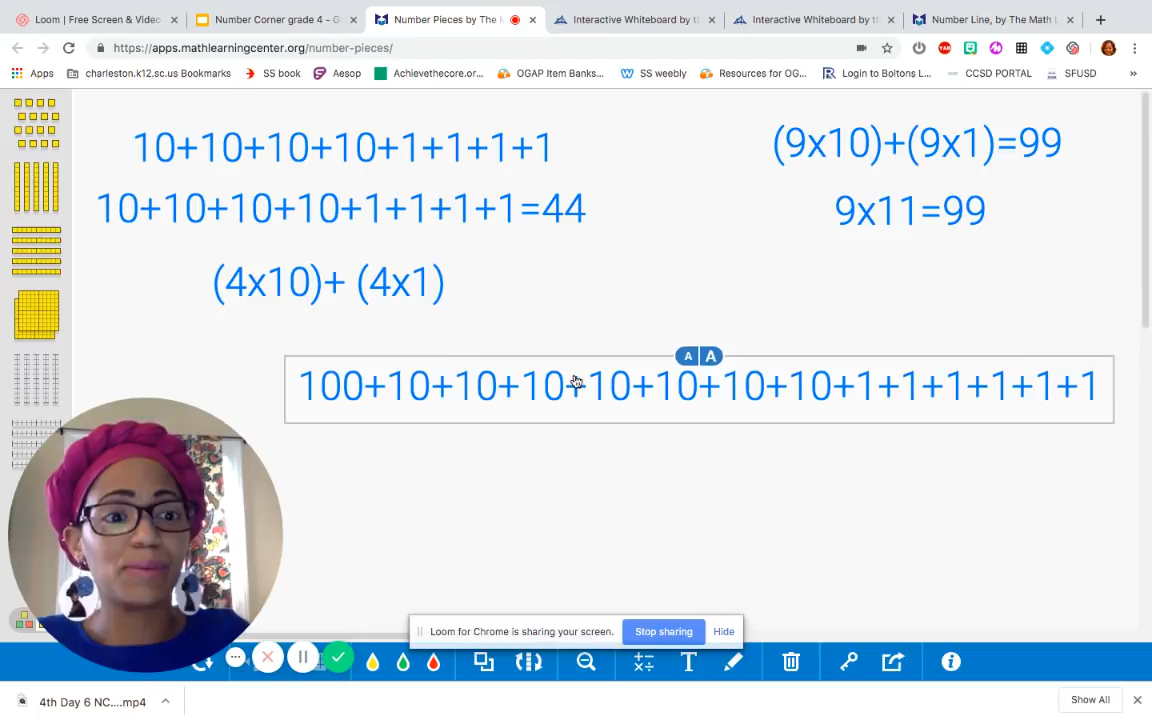 Loom | Free Screen & Video
Number Corner grade 4 - G
Number Pieces by The M
Interactive Whiteboard by th
Interactive Whiteboard by th
Number Line, by The Math L
https://apps.mathlearningcenter.org/number-pieces/
Apps
charleston.k12.sc.us Bookmarks
SS book
Aesop
Achievethecore.or...
OGAP Item Banks...
SS weebly
Resources for OG...
Login to Boltons L...
CCSD PORTAL
SFUSD
»
10+10+10+10+1+1+1+1
10+10+10+10+1+1+1+1=44
(4x10)+ (4x1)
(9x10)+(9x1)=99
9x11=99
A A
100+10+10+10+10+10+10+10+1+1+1+1+1+1
Loom for Chrome is sharing your screen.
Stop sharing
Hide
T
4th Day 6 NC....mp4
Show All